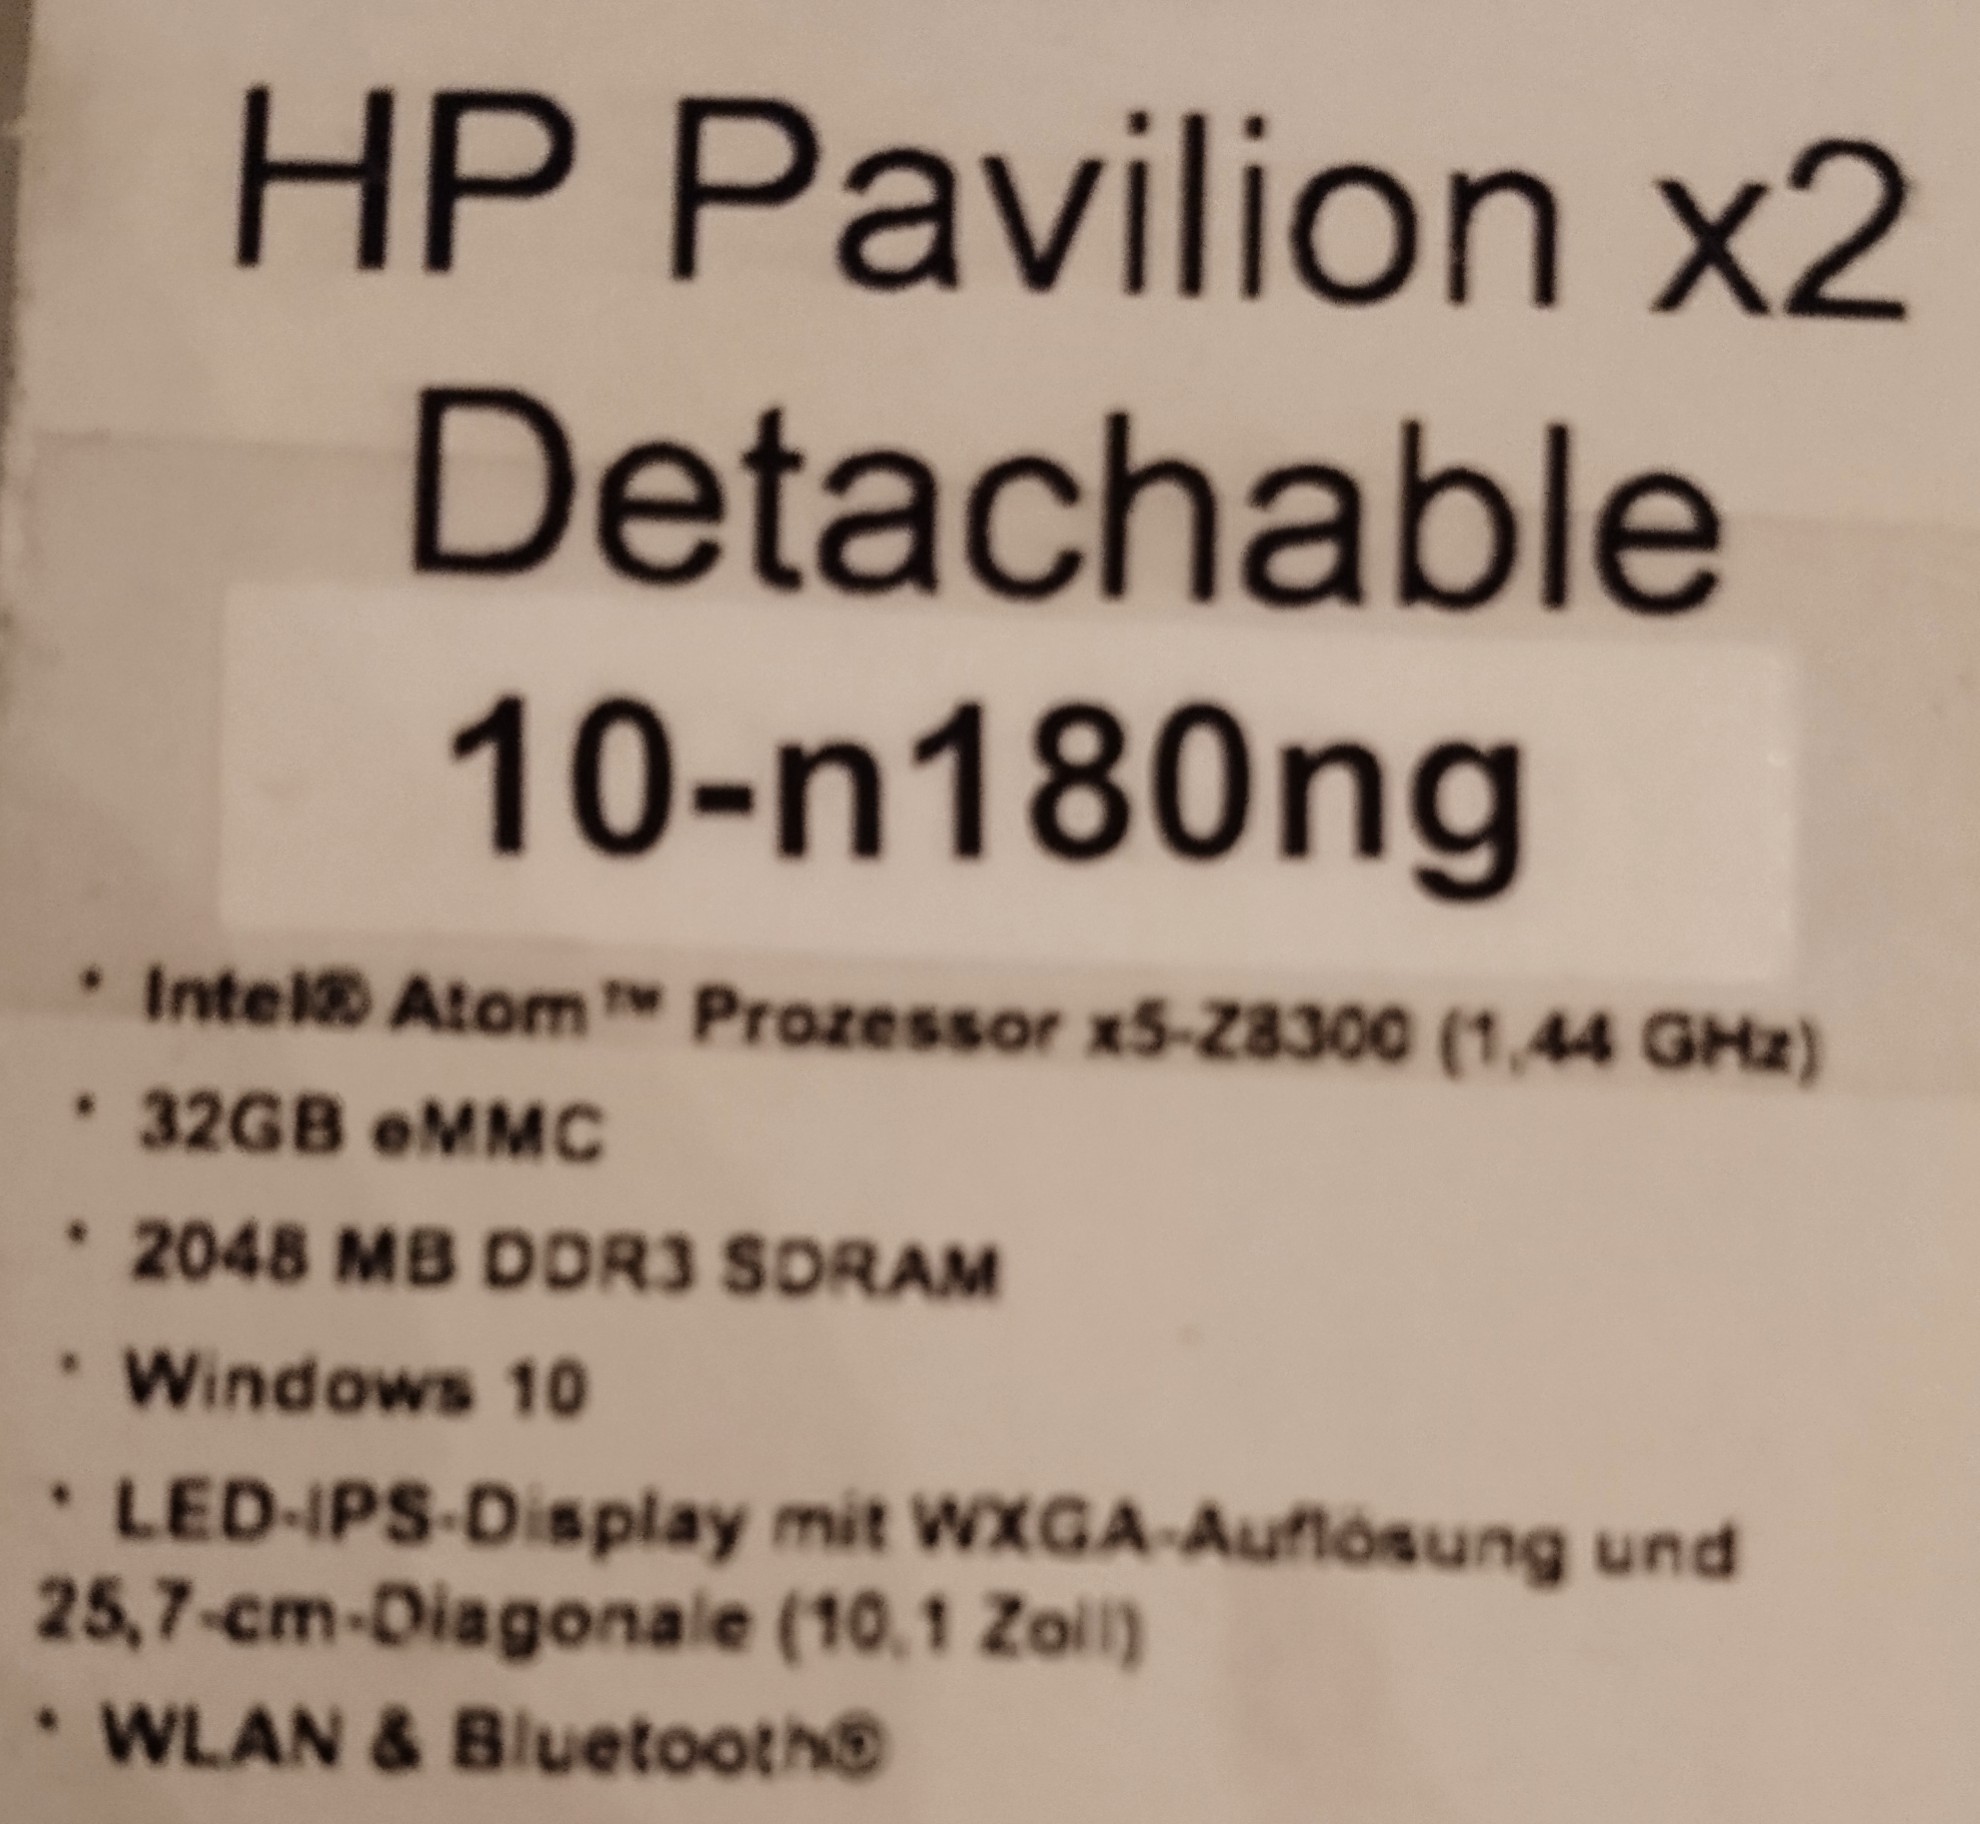 HP Pavilion x2
Detachable
10-n180ng
· Intel® Atom™ Prozessor x5-Z8300 (1,44 GHz)
· 32GB eMMC
· 2048 MB DDR3 SDRAM
· Windows 10
· LED-IPS-Display mit WXGA-Auflösung und
25,7-cm-Diagonale (10,1 Zoll)
· WLAN & Bluetooth®